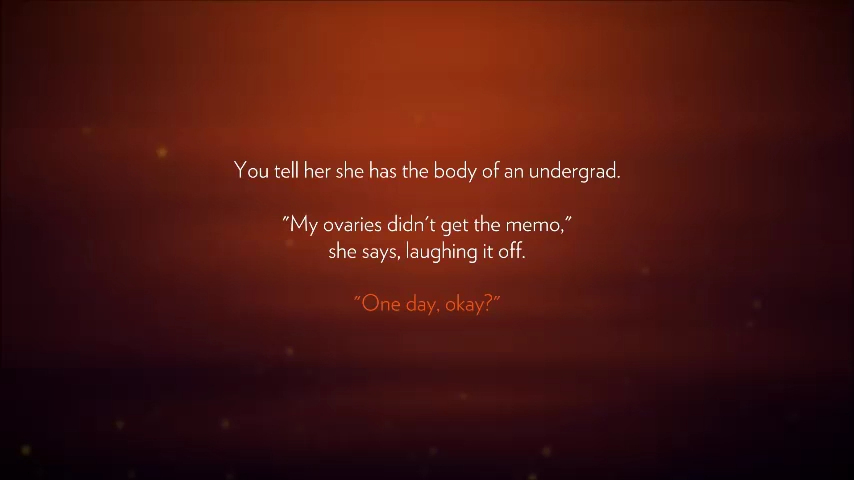 You tell her she has the body of an undergrad.
"My ovaries didn't get the memo,"
she says, laughing it off.
"One day, okay?"